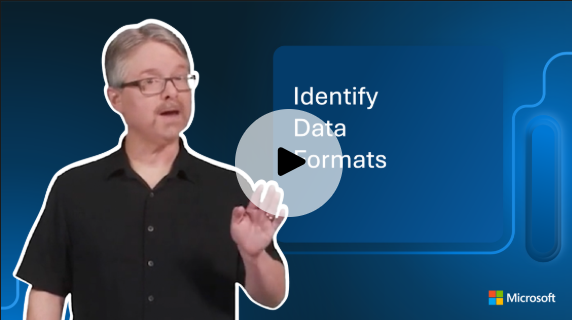 Identify
Data
Formats
Microsoft